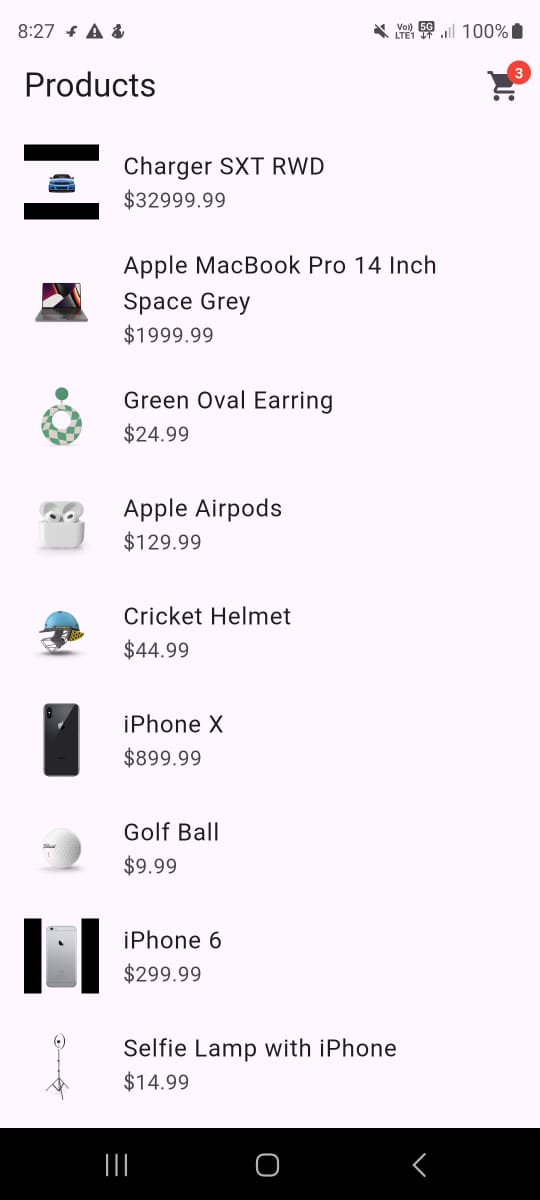 8:27
Vo)) 5G
LTE1 100%
Products
3
Charger SXT RWD
$32999.99
Apple MacBook Pro 14 Inch
Space Grey
$1999.99
Green Oval Earring
$24.99
Apple Airpods
$129.99
Cricket Helmet
$44.99
iPhone X
$899.99
Golf Ball
$9.99
iPhone 6
$299.99
Selfie Lamp with iPhone
$14.99